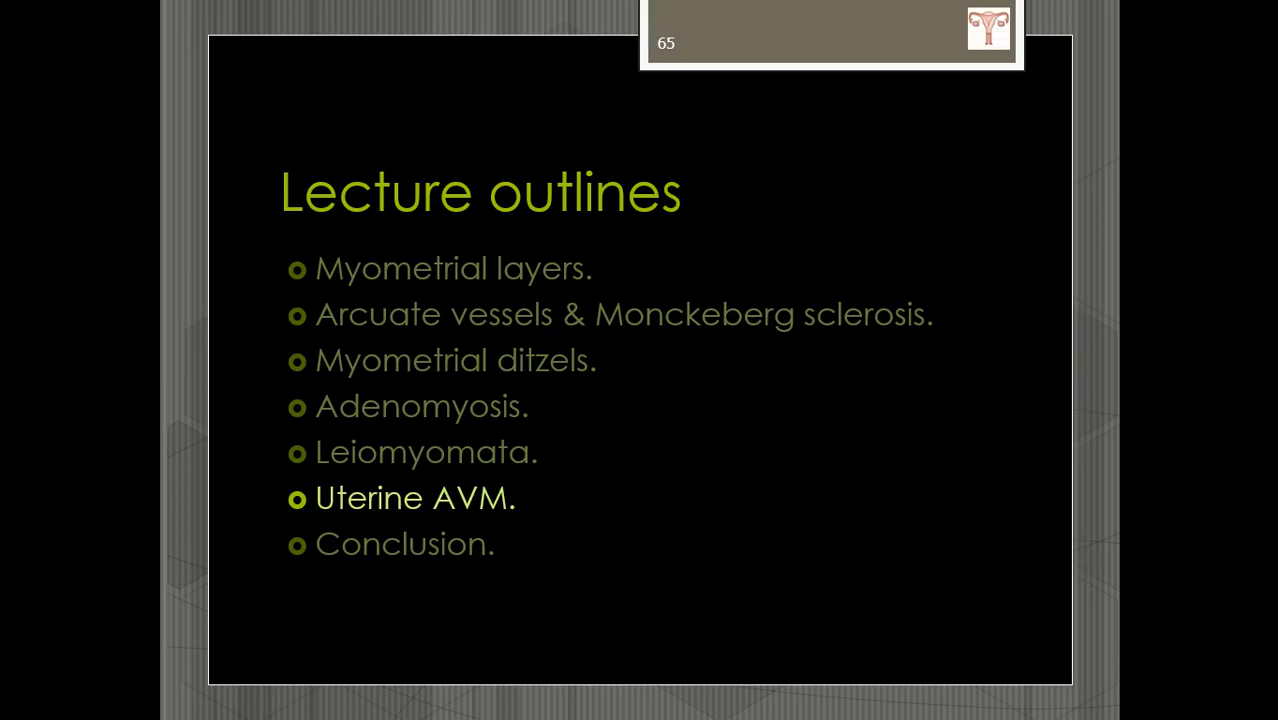 65
Lecture outlines
Myometrial layers.
Arcuate vessels & Monckeberg sclerosis.
Myometrial ditzels.
Adenomyosis.
Leiomyomata.
Uterine AVM.
Conclusion.